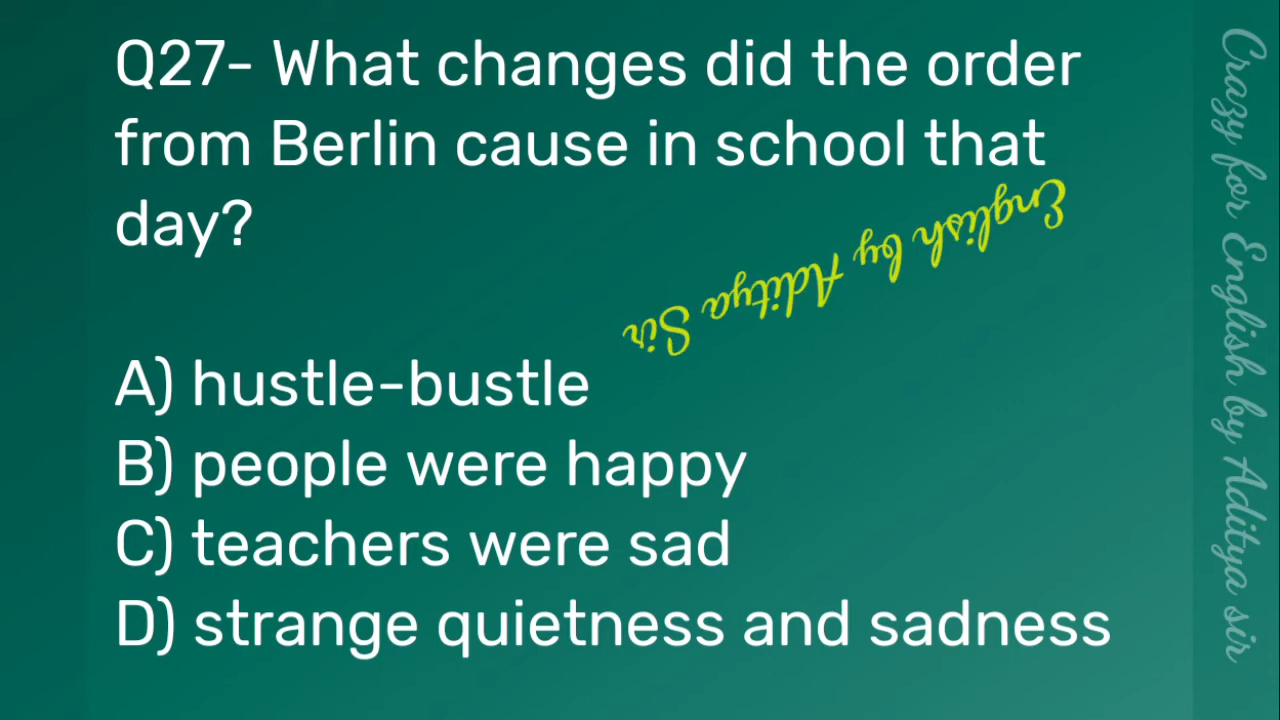 Q27- What changes did the order
from Berlin cause in school that
day?
English by Aditya Sir
A) hustle-bustle
B) people were happy
C) teachers were sad
D) strange quietness and sadness
Crazy for English by Aditya sir